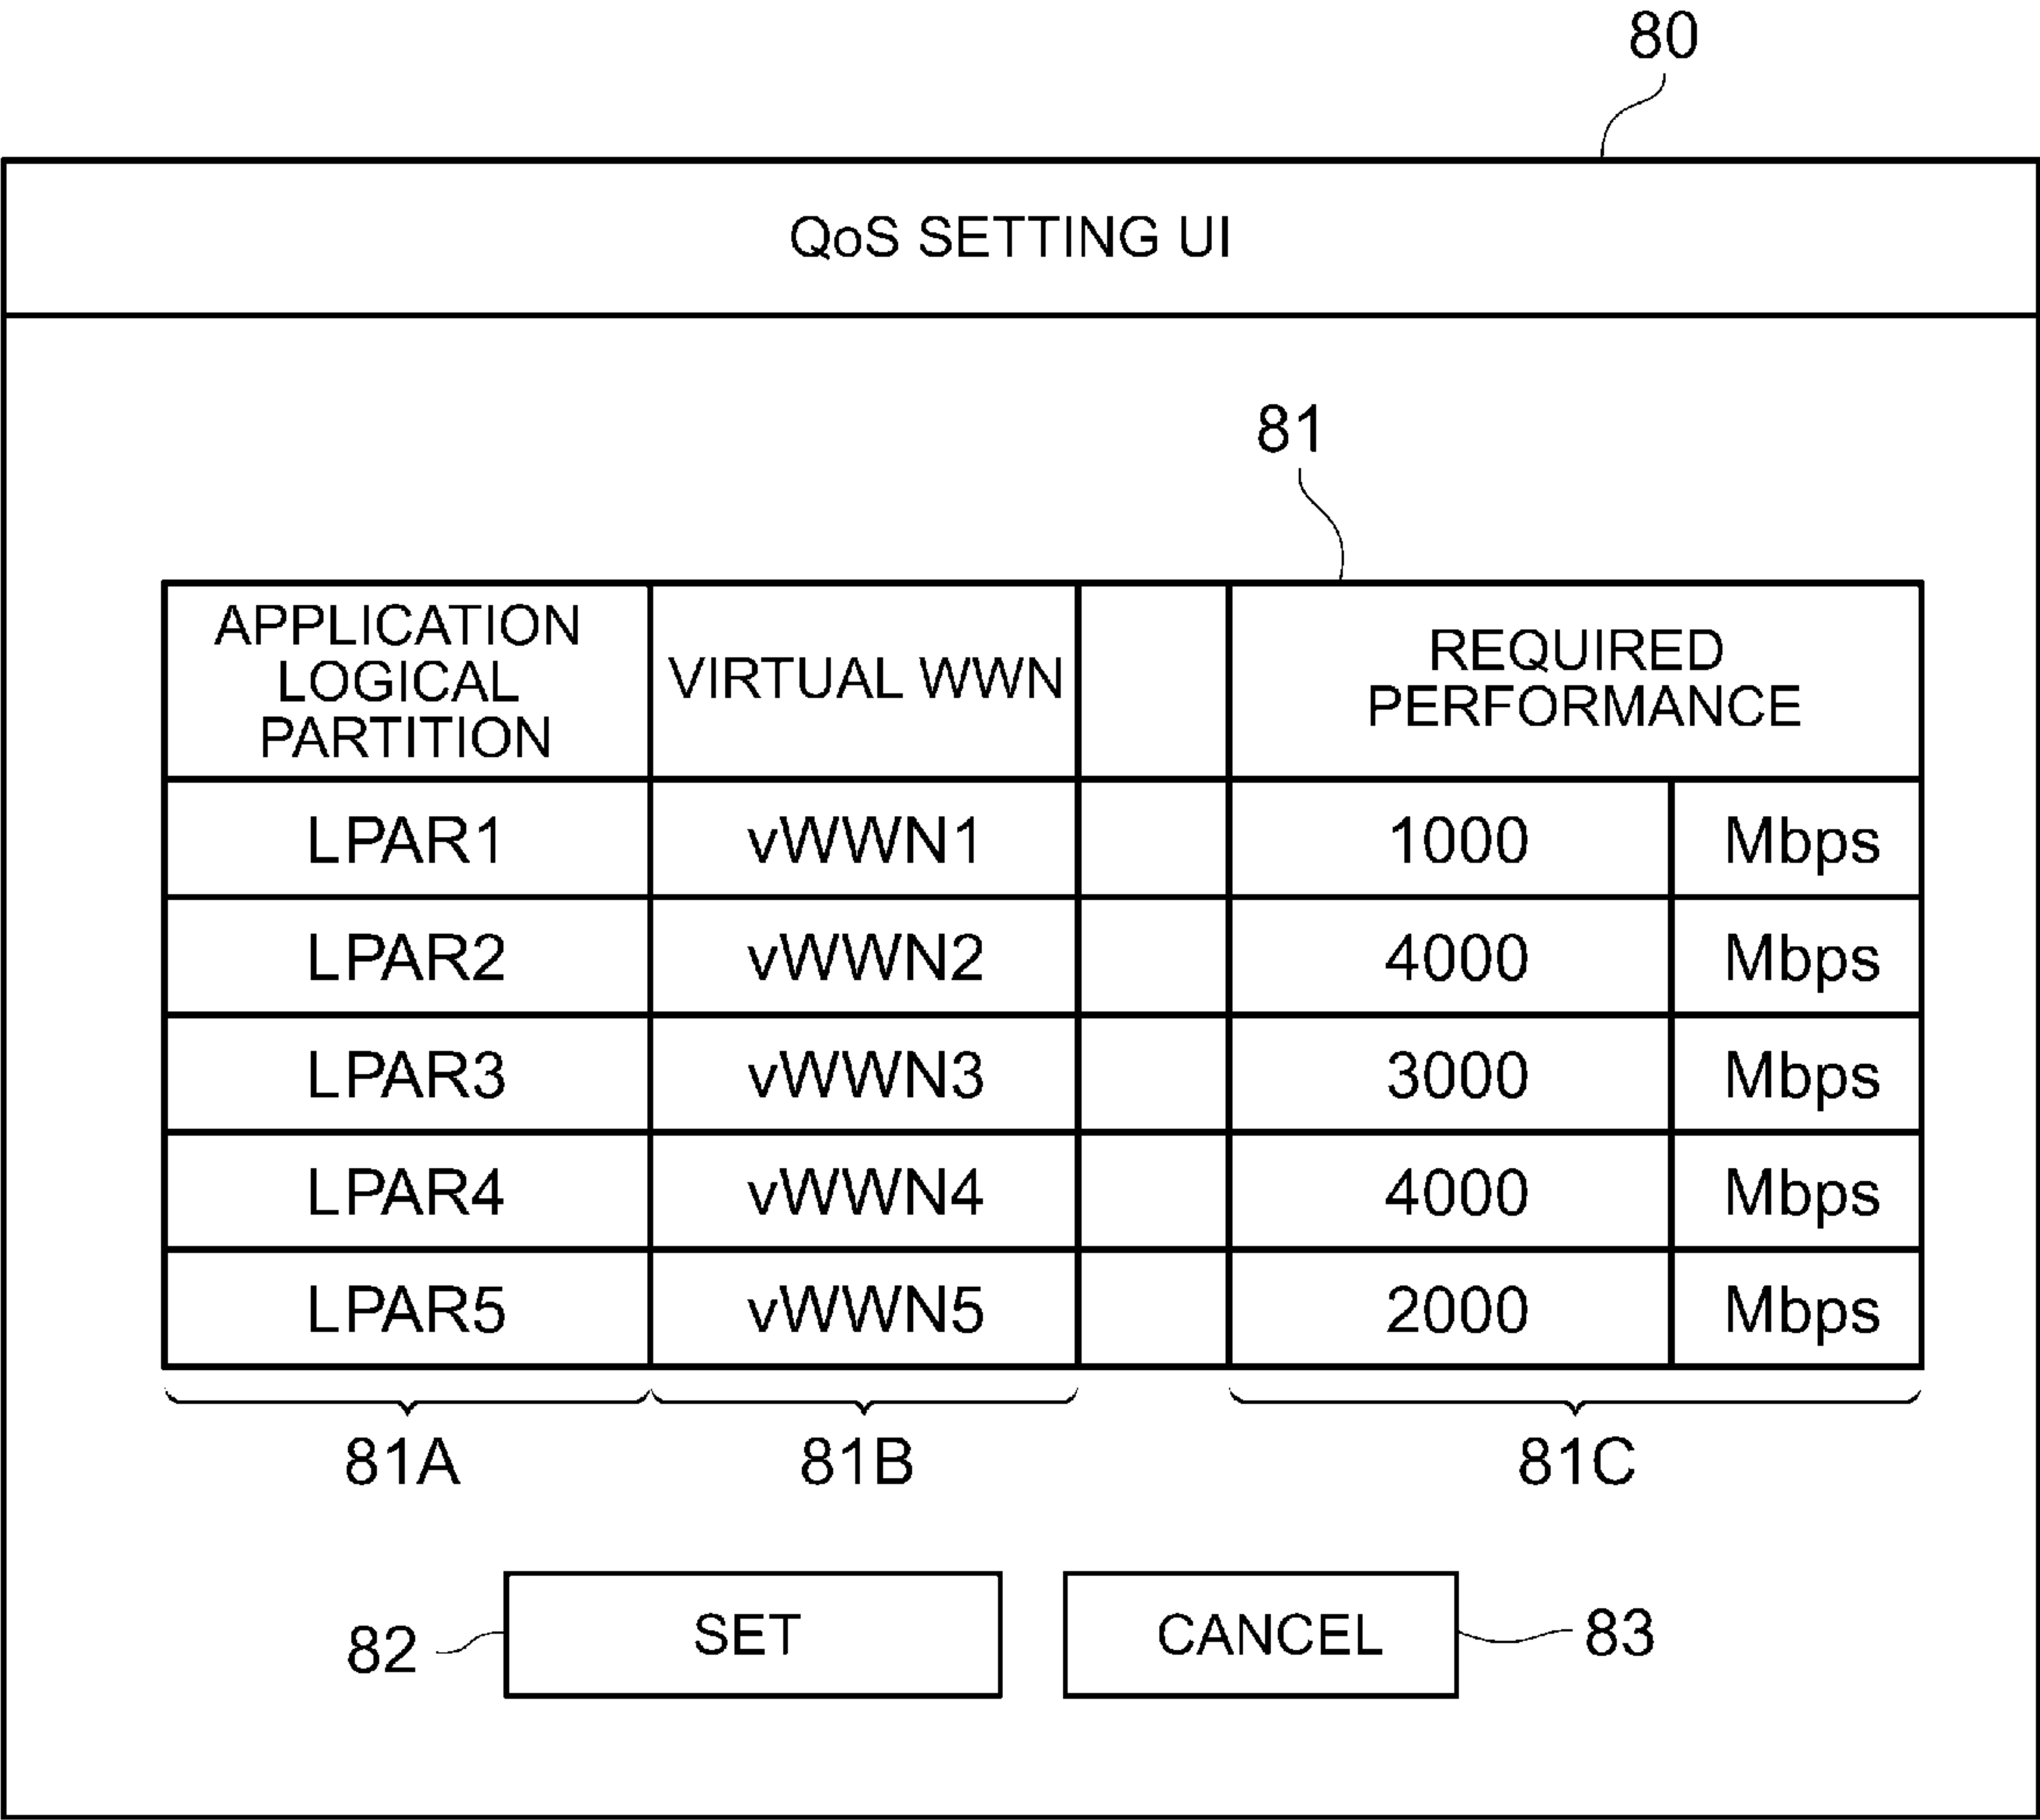 80
QoS SETTING UI
81
APPLICATION
LOGICAL
PARTITION
VIRTUAL WWN
REQUIRED
PERFORMANCE
LPAR1 vWWN1 1000 Mbps
LPAR2 vWWN2 4000 Mbps
LPAR3 vWWN3 3000 Mbps
LPAR4 vWWN4 4000 Mbps
LPAR5 vWWN5 2000 Mbps
81A 81B 81C
82 SET CANCEL 83